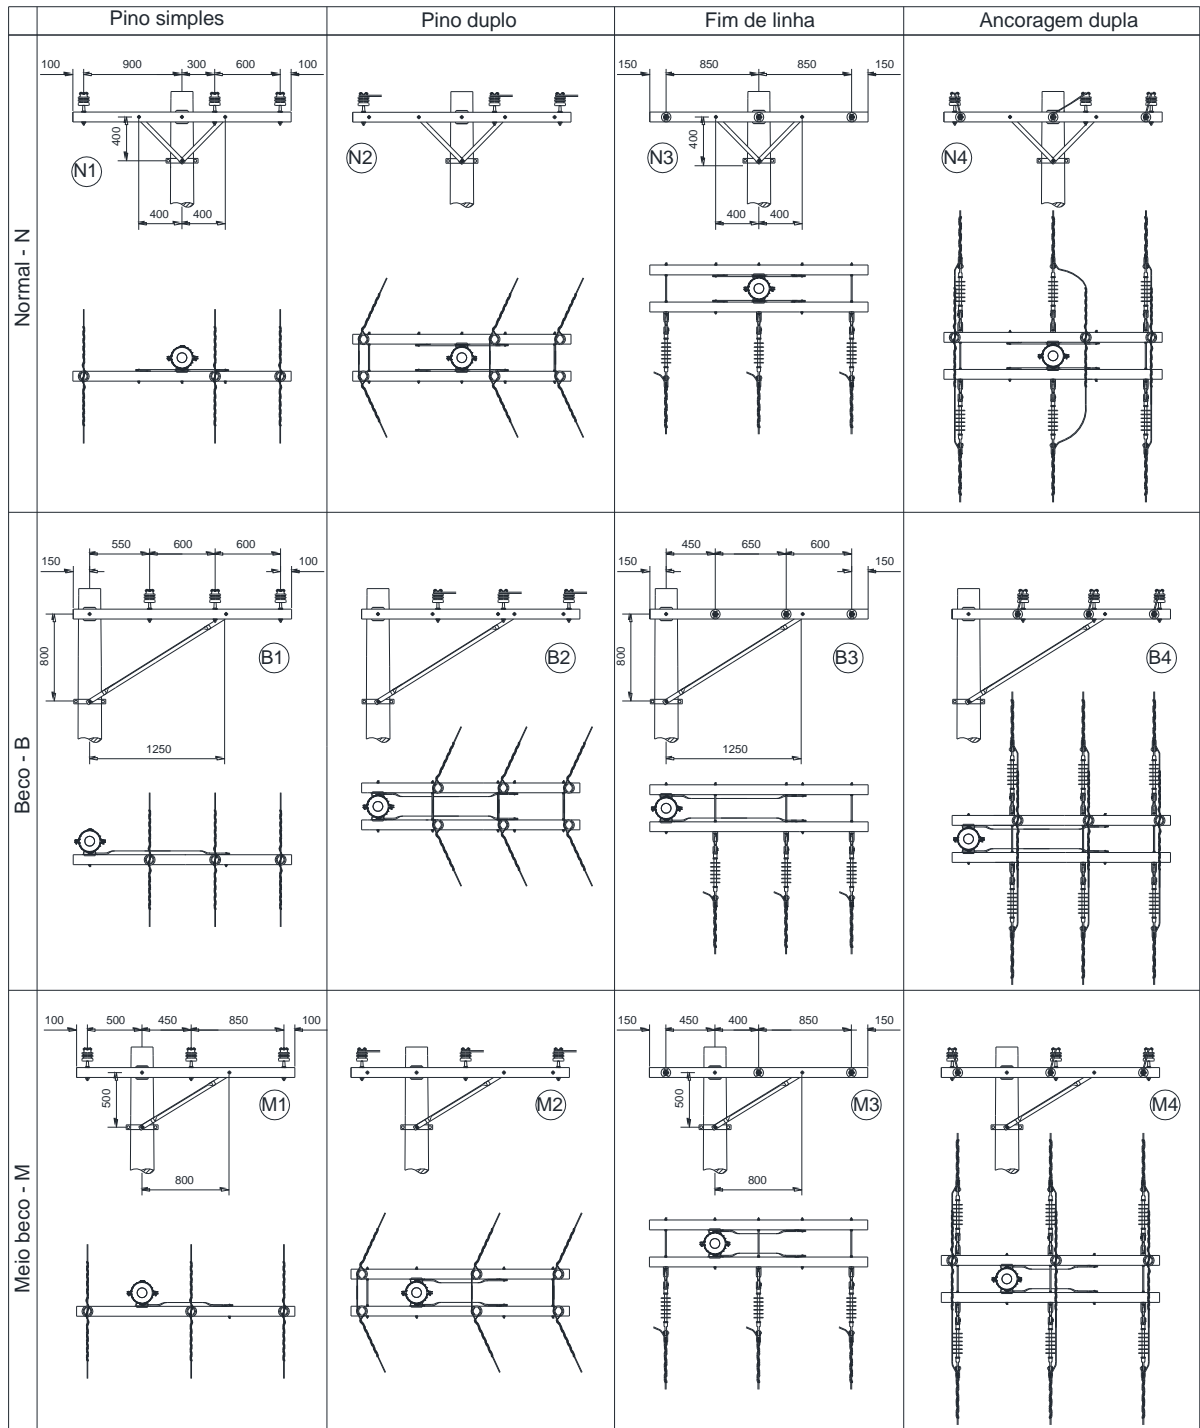 Pino simples
Pino duplo
Fim de linha
Ancoragem dupla
Normal - N
100 900 300 600 100
400
N1
400 400
N2
150 850 850 150
400
N3
400 400
N4
Beco - B
550 600 600
150 100
800
B1
1250
B2
450 650 600
150 150
800
B3
1250
B4
Meio beco - M
100 500 450 850 100
500
M1
800
M2
150 450 400 850 150
500
M3
800
M4